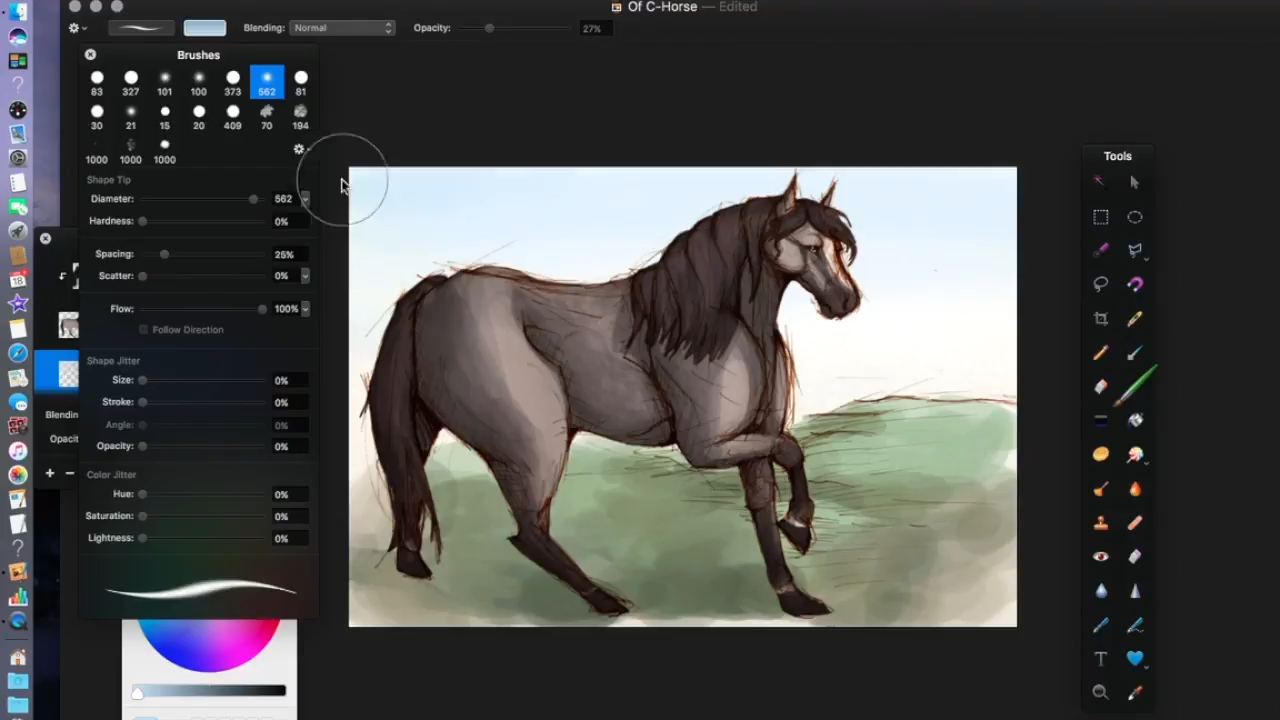 Of C-Horse — Edited
Blending: Normal Opacity: 27%
Brushes
Tools
83 327 101 100 373 562 81
30 21 15 20 409 70 194
1000 1000 1000
Shape Tip
Diameter: 562
Hardness: 0%
Spacing: 25%
Scatter: 0%
Flow: 100%
Follow Direction
Shape Jitter
Size: 0%
Stroke: 0%
Angle: 0%
Opacity: 0%
Color Jitter
Hue: 0%
Saturation: 0%
Lightness: 0%
Blendin
Opacit
18